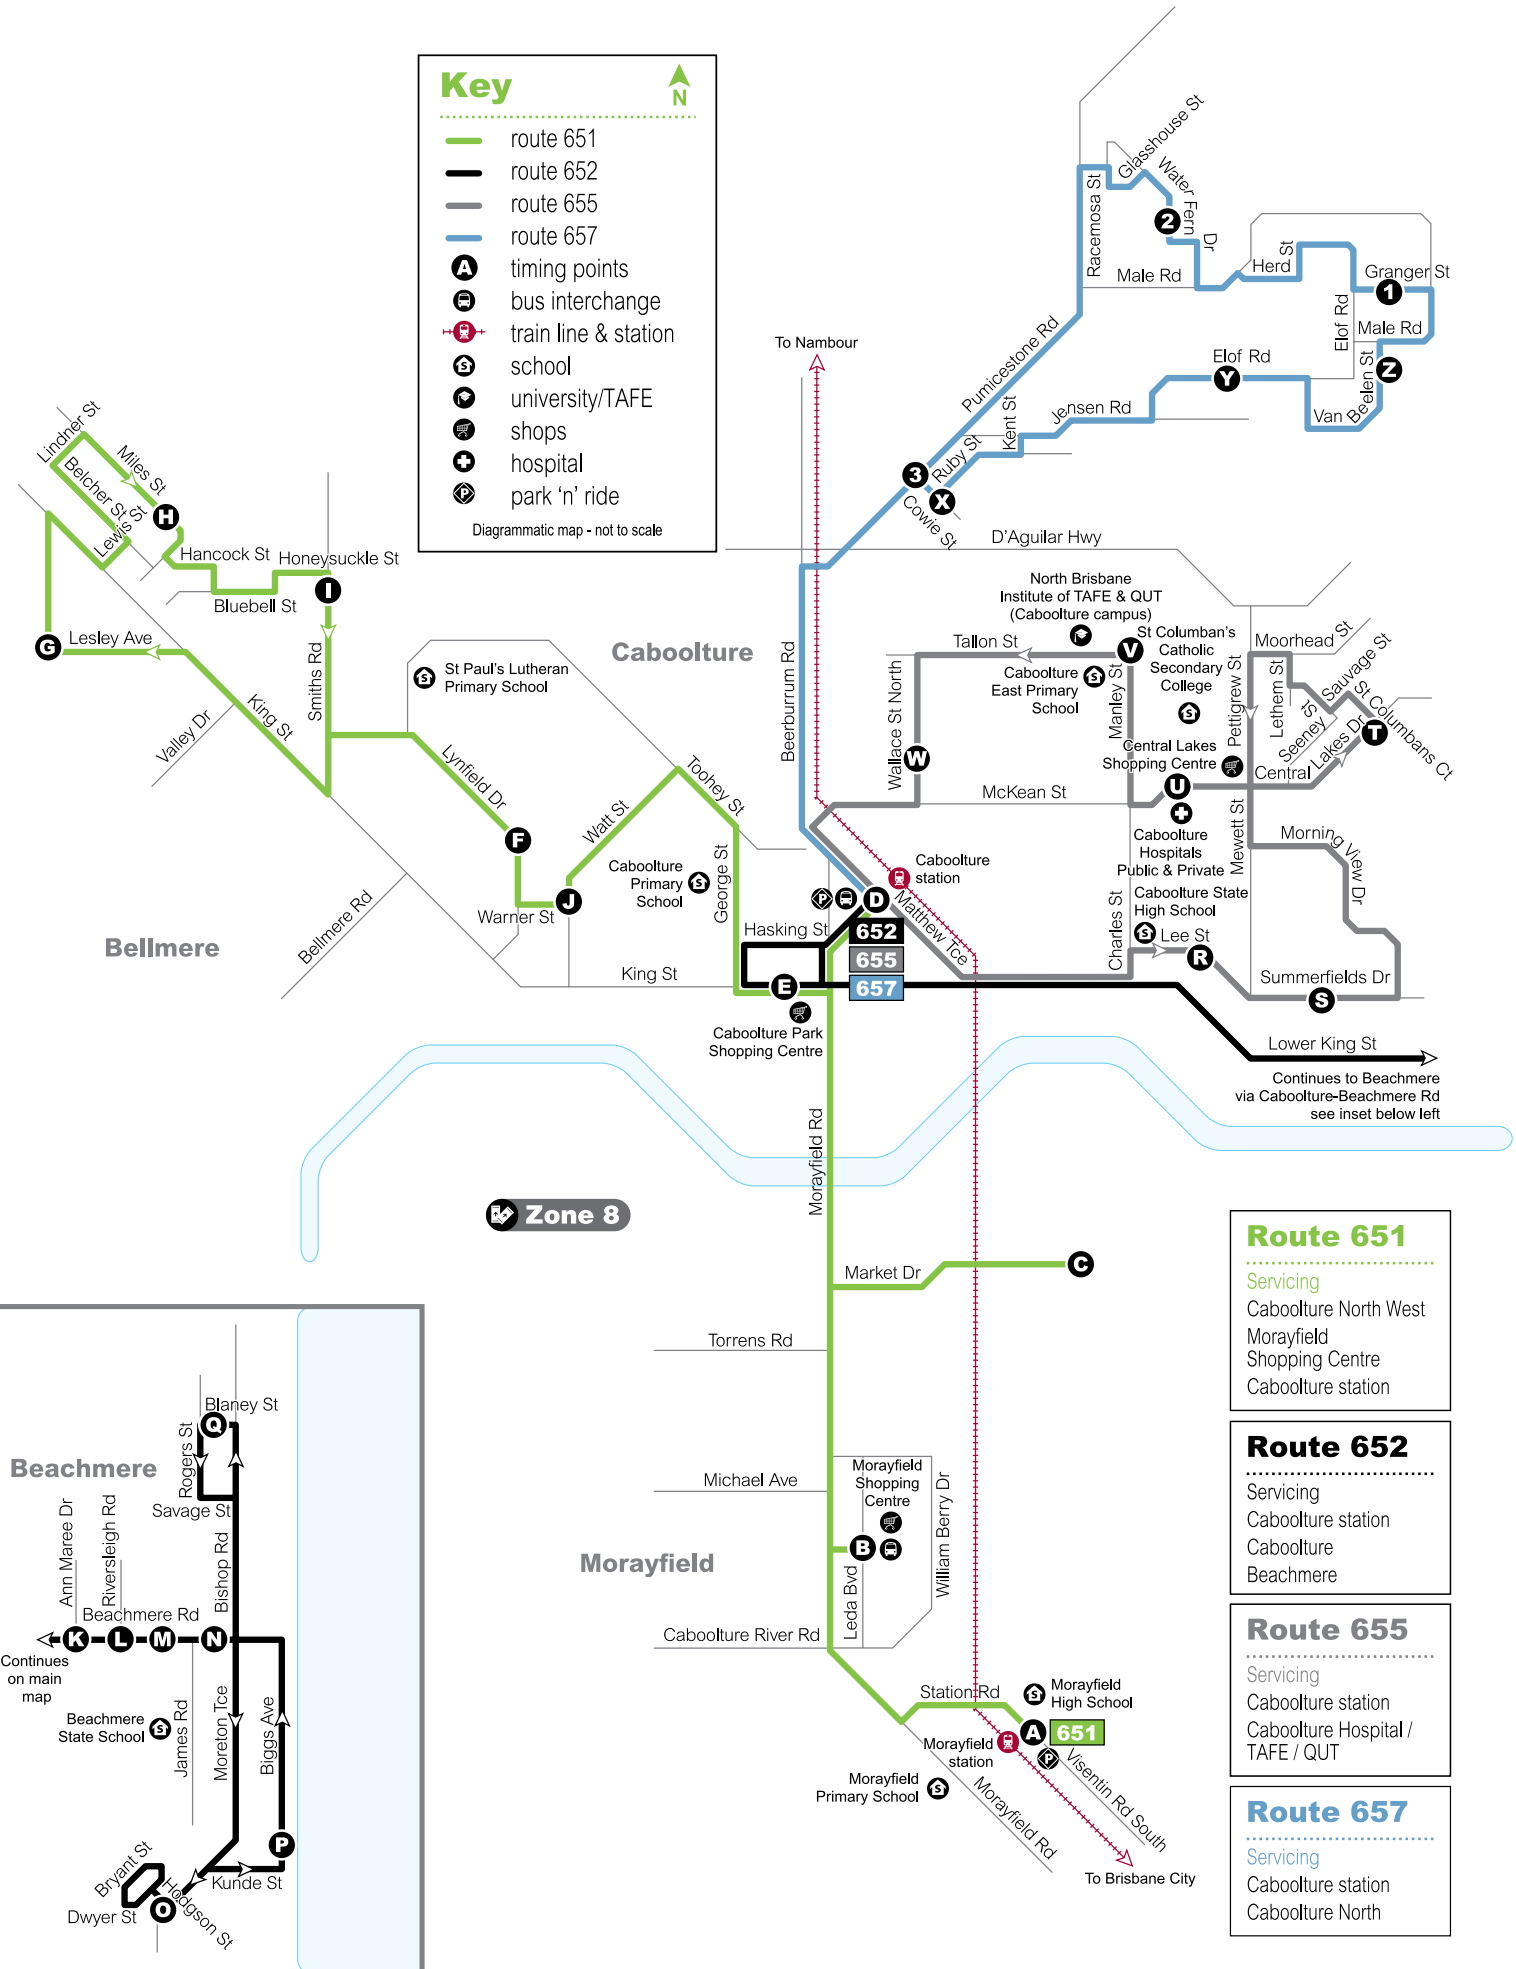 Key
N
route 651
route 652
route 655
route 657
A
timing points
bus interchange
train line & station
school
university/TAFE
shops
hospital
park ‘n’ ride
Diagrammatic map - not to scale
Glasshouse St
Water Fern Dr
Racemosa St
2
Male Rd
Herd St
Granger St
1
Elof Rd
Male Rd
Z
Van Beelen St
Elof Rd
Y
Pumicestone Rd
Jensen Rd
Kent St
Ruby St
3
X
Cowie St
To Nambour
D’Aguilar Hwy
Lindner St
Miles St
Belcher St
Lewis St
H
Hancock St
Honeysuckle St
I
Bluebell St
G
Lesley Ave
Smiths Rd
King St
Valley Dr
St Paul’s Lutheran
Primary School
Caboolture
Beerburrum Rd
North Brisbane
Institute of TAFE & QUT
(Caboolture campus)
Tallon St
V
St Columban’s
Catholic
Secondary
College
Caboolture
East Primary
School
Manley St
Wallace St North
W
Central Lakes
Shopping Centre
U
McKean St
Pettigrew St
Moorhead St
Lethem St
Sauvage St
Seeney St
St Columbans Ct
T
Central Lakes Dr
Caboolture
Hospitals
Public & Private
Mewett St
Morning View Dr
Lynfield Dr
F
Watt St
Toohey St
Caboolture
Primary
School
George St
J
Warner St
Bellmere Rd
Bellmere
King St
Caboolture
station
D
Matthew Tce
Hasking St
652
655
657
E
Caboolture Park
Shopping Centre
Caboolture State
High School
Charles St
Lee St
R
Summerfields Dr
S
Lower King St
Continues to Beachmere
via Caboolture-Beachmere Rd
see inset below left
Morayfield Rd
Zone 8
Market Dr
C
Torrens Rd
Michael Ave
Morayfield
Shopping
Centre
B
Leda Bvd
William Berry Dr
Morayfield
Caboolture River Rd
Station Rd
Morayfield
High School
A
651
Morayfield
station
Visentin Rd South
Morayfield
Primary School
Morayfield Rd
To Brisbane City
Beachmere
Blaney St
Q
Rogers St
Savage St
Ann Maree Dr
Riversleigh Rd
Bishop Rd
Beachmere Rd
K
L
M
N
Continues
on main
map
Beachmere
State School
James Rd
Moreton Tce
Biggs Ave
P
Kunde St
Bryant St
O
Dwyer St
Hodgson St
Route 651
Servicing
Caboolture North West
Morayfield
Shopping Centre
Caboolture station
Route 652
Servicing
Caboolture station
Caboolture
Beachmere
Route 655
Servicing
Caboolture station
Caboolture Hospital /
TAFE / QUT
Route 657
Servicing
Caboolture station
Caboolture North